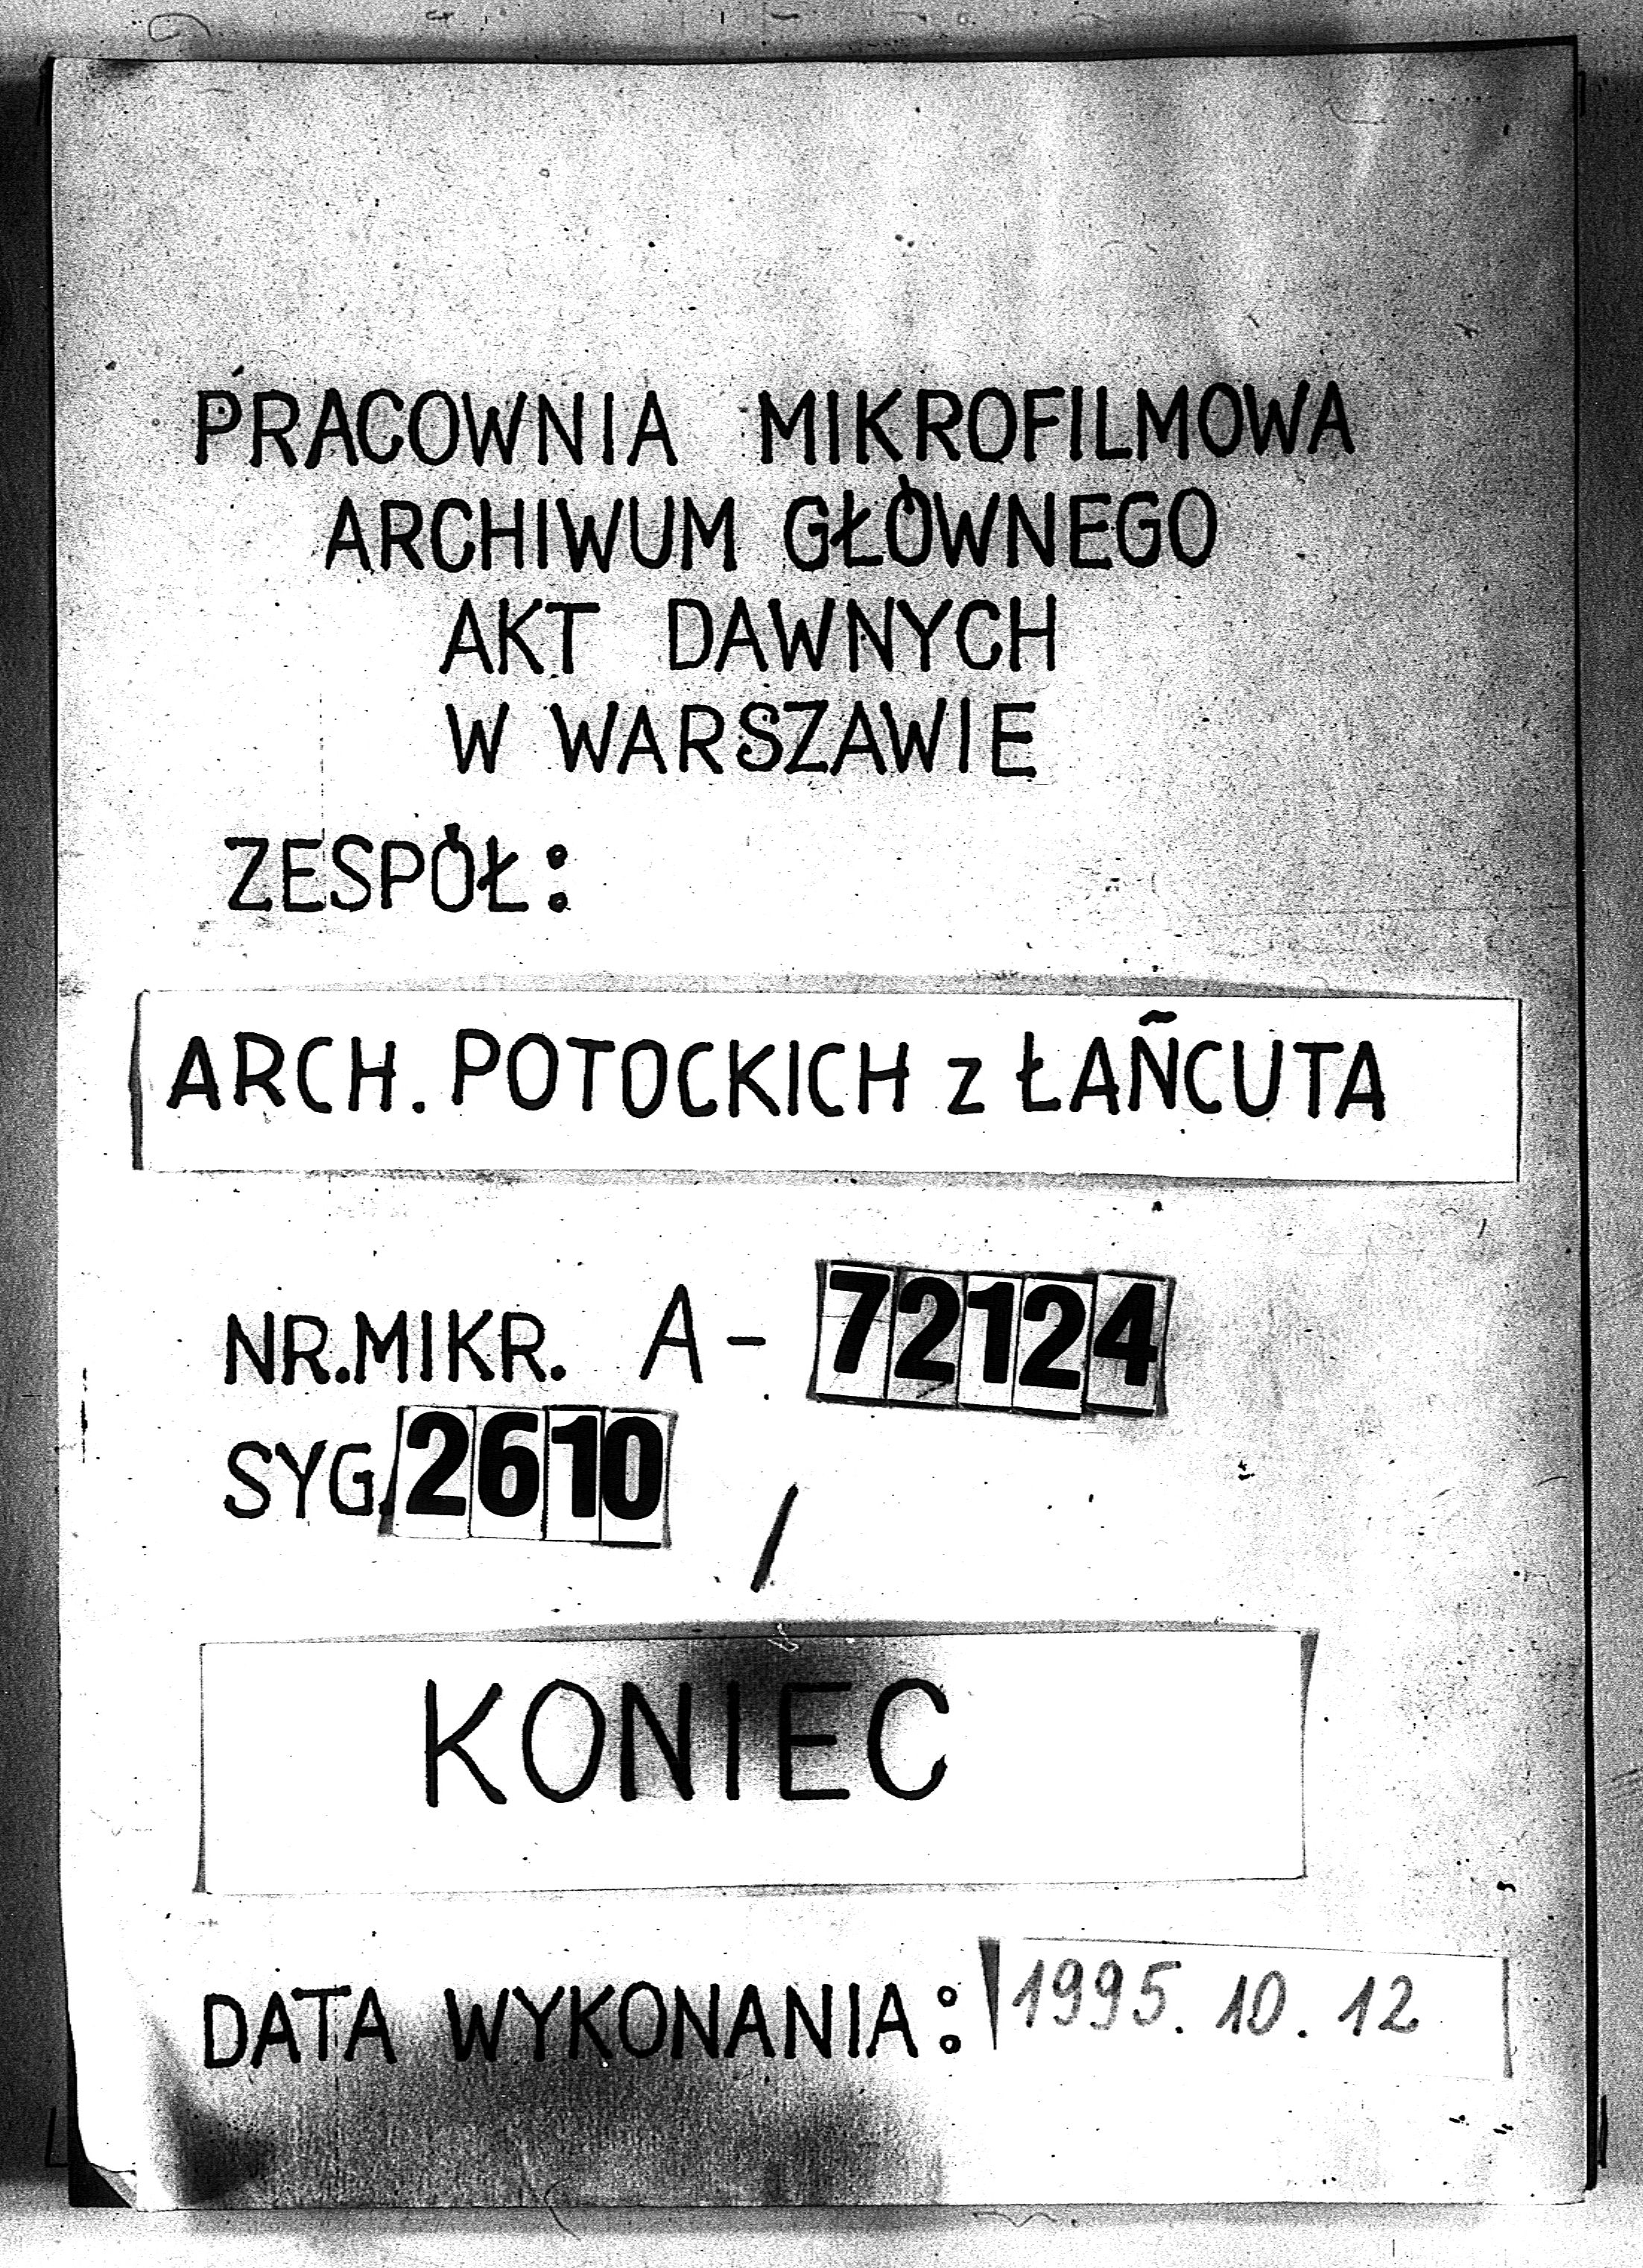 PRACOWNIA MIKROFILMOWA
ARCHIWUM GŁÓWNEGO
AKT DAWNYCH
W WARSZAWIE
ZESPÓŁ:
ARCH. POTOCKICH z ŁAŃCUTA
NR.MIKR. A- 72124
SYG. 2610 /
KONIEC
DATA WYKONANIA: 1995. 10. 12